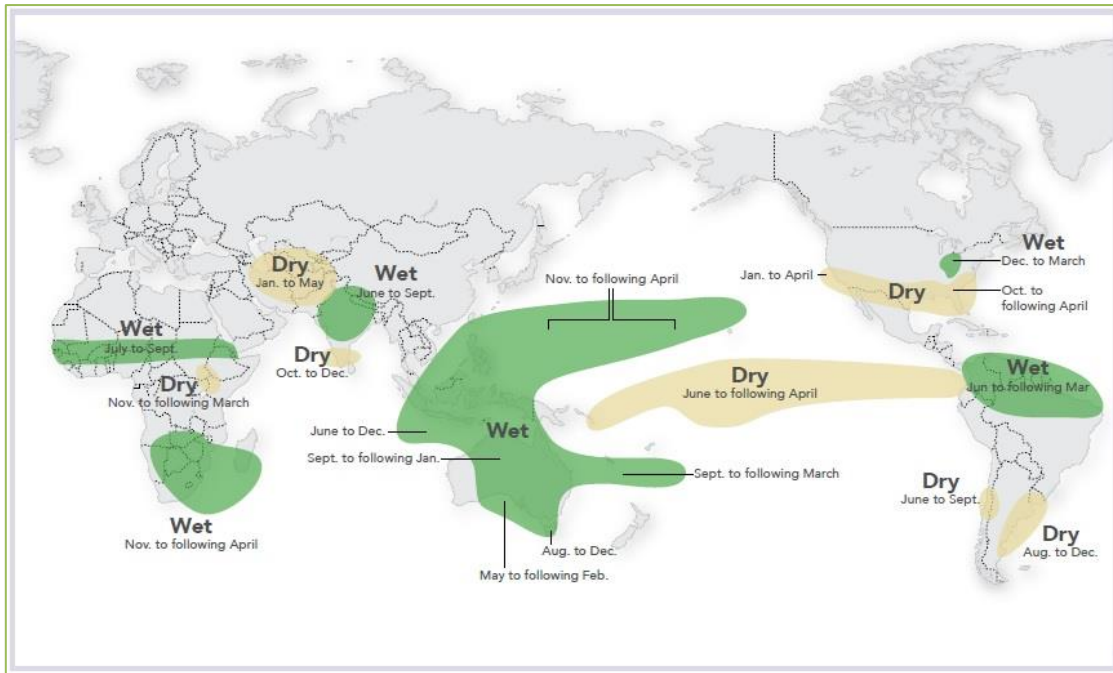 Wet
Dec. to March
Nov. to following April
Jan. to April
Dry
Oct. to
following April
Dry
Jan. to May
Wet
June to Sept.
Wet
July to Sept.
Dry
Oct. to Dec.
Dry
Nov. to following March
Dry
June to following April
Wet
Jun to following Mar
June to Dec.
Wet
Sept. to following Jan.
Sept. to following March
Dry
June to Sept.
Wet
Nov. to following April
Aug. to Dec.
May to following Feb.
Dry
Aug. to Dec.